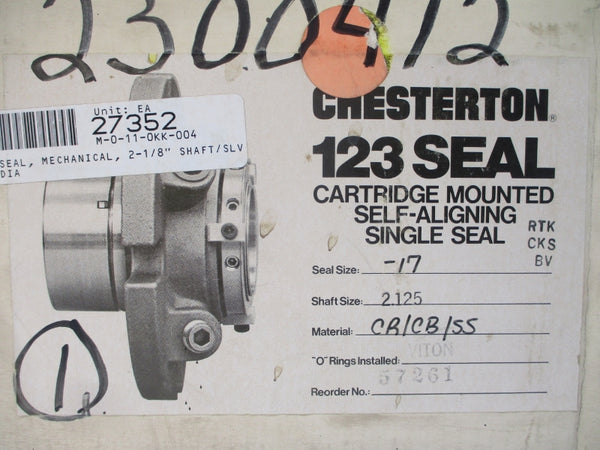 2300412
Unit: EA
27352
M-0-11-0KK-004
SEAL, MECHANICAL, 2-1/8" SHAFT/SLV
DIA
CHESTERTON®
123 SEAL
CARTRIDGE MOUNTED
SELF-ALIGNING
SINGLE SEAL
RTK
CKS
BV
Seal Size: -17
Shaft Size: 2.125
Material: CR/CB/SS
"O" Rings Installed: VITON
Reorder No.: 57261
1